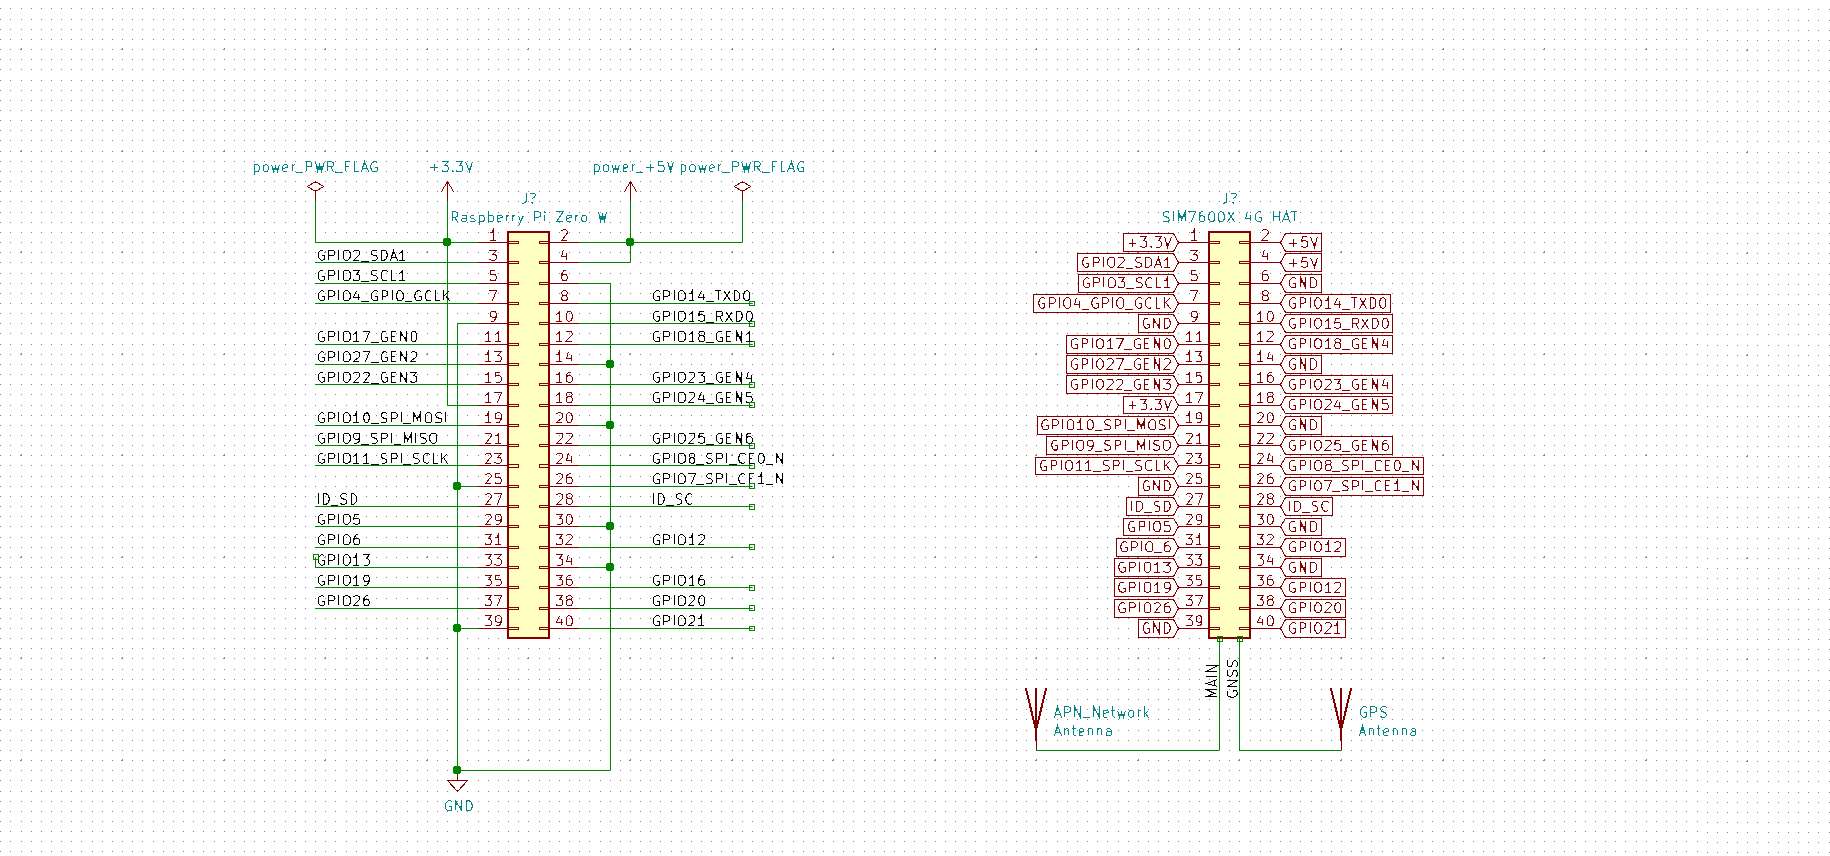 power_PWR_FLAG +3.3V power_+5V power_PWR_FLAG
J?
Raspberry Pi Zero W
1 2
GPIO2_SDA1 3 4
GPIO3_SCL1 5 6
GPIO4_GPIO_GCLK 7 8 GPIO14_TXD0
9 10 GPIO15_RXD0
GPIO17_GEN0 11 12 GPIO18_GEN1
GPIO27_GEN2 13 14
GPIO22_GEN3 15 16 GPIO23_GEN4
17 18 GPIO24_GEN5
GPIO10_SPI_MOSI 19 20
GPIO9_SPI_MISO 21 22 GPIO25_GEN6
GPIO11_SPI_SCLK 23 24 GPIO8_SPI_CE0_N
25 26 GPIO7_SPI_CE1_N
ID_SD 27 28 ID_SC
GPIO5 29 30
GPIO6 31 32 GPIO12
GPIO13 33 34
GPIO19 35 36 GPIO16
GPIO26 37 38 GPIO20
39 40 GPIO21
GND
J?
SIM7600X 4G HAT
+3.3V 1 2 +5V
GPIO2_SDA1 3 4 +5V
GPIO3_SCL1 5 6 GND
GPIO4_GPIO_GCLK 7 8 GPIO14_TXD0
GND 9 10 GPIO15_RXD0
GPIO17_GEN0 11 12 GPIO18_GEN4
GPIO27_GEN2 13 14 GND
GPIO22_GEN3 15 16 GPIO23_GEN4
+3.3V 17 18 GPIO24_GEN5
GPIO10_SPI_MOSI 19 20 GND
GPIO9_SPI_MISO 21 22 GPIO25_GEN6
GPIO11_SPI_SCLK 23 24 GPIO8_SPI_CE0_N
GND 25 26 GPIO7_SPI_CE1_N
ID_SD 27 28 ID_SC
GPIO5 29 30 GND
GPIO_6 31 32 GPIO12
GPIO13 33 34 GND
GPIO19 35 36 GPIO12
GPIO26 37 38 GPIO20
GND 39 40 GPIO21
MAIN
GNSS
APN_Network
Antenna
GPS
Antenna